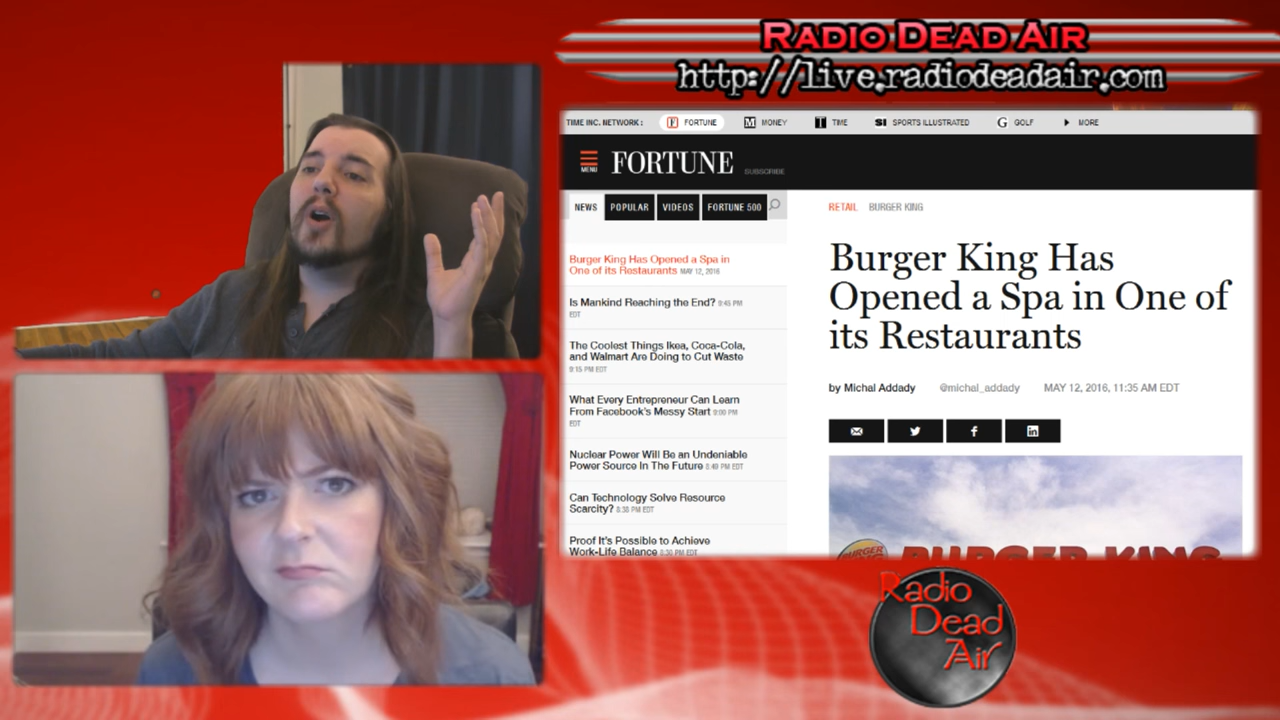 Radio Dead Air
http://live.radiodeadair.com
TIME INC. NETWORK :
FORTUNE
MONEY
TIME
SI SPORTS ILLUSTRATED
G GOLF
MORE
MENU
FORTUNE
SUBSCRIBE
NEWS
POPULAR
VIDEOS
FORTUNE 500
RETAIL BURGER KING
Burger King Has Opened a Spa in
One of its Restaurants MAY 12, 2016
Is Mankind Reaching the End? 9:45 PM
EDT
The Coolest Things Ikea, Coca-Cola,
and Walmart Are Doing to Cut Waste
9:15 PM EDT
What Every Entrepreneur Can Learn
From Facebook's Messy Start 9:00 PM
EDT
Nuclear Power Will Be an Undeniable
Power Source In The Future 8:49 PM EDT
Can Technology Solve Resource
Scarcity? 8:38 PM EDT
Proof It's Possible to Achieve
Work-Life Balance 8:30 PM EDT
Burger King Has
Opened a Spa in One of
its Restaurants
by Michal Addady @michal_addady MAY 12, 2016, 11:35 AM EDT
BURGER
BURGER KING
Radio
Dead
Air